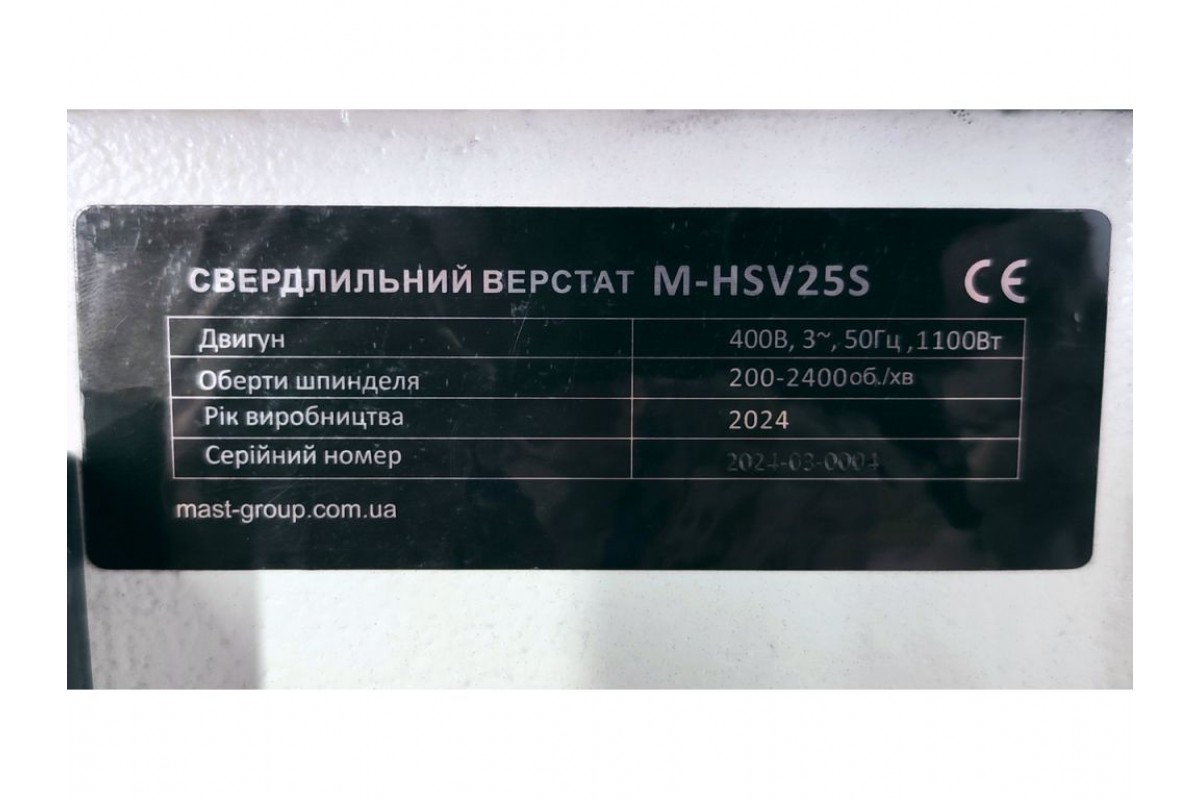 СВЕРДЛИЛЬНИЙ ВЕРСТАТ M-HSV25S CE
Двигун 400В, 3~, 50Гц ,1100Вт
Оберти шпинделя 200-2400об./хв
Рік виробництва 2024
Серійний номер 2024-03-0004
mast-group.com.ua